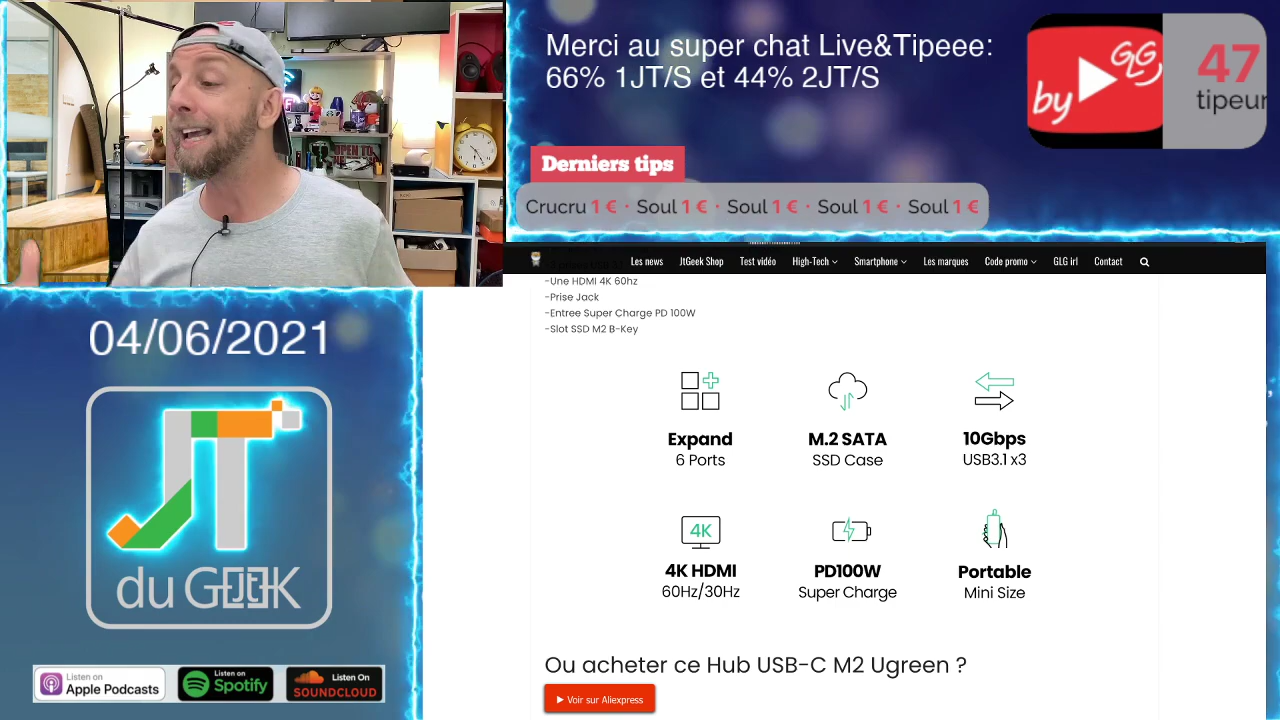 Merci au super chat Live&Tipeee:
66% 1JT/S et 44% 2JT/S
by GLG
47
tipeur
Derniers tips
Crucru 1 € · Soul 1 € · Soul 1 € · Soul 1 € · Soul 1 €
Les news JtGeek Shop Test vidéo High-Tech Smartphone Les marques Code promo GLG irl Contact
-Une HDMI 4K 60hz
-Prise Jack
-Entree Super Charge PD 100W
-Slot SSD M2 B-Key
Expand
6 Ports
M.2 SATA
SSD Case
10Gbps
USB3.1 x3
4K
4K HDMI
60Hz/30Hz
PD100W
Super Charge
Portable
Mini Size
Ou acheter ce Hub USB-C M2 Ugreen ?
Voir sur Aliexpress
04/06/2021
JT
du GEEK
Listen on
Apple Podcasts
Listen on
Spotify
Listen On
SOUNDCLOUD